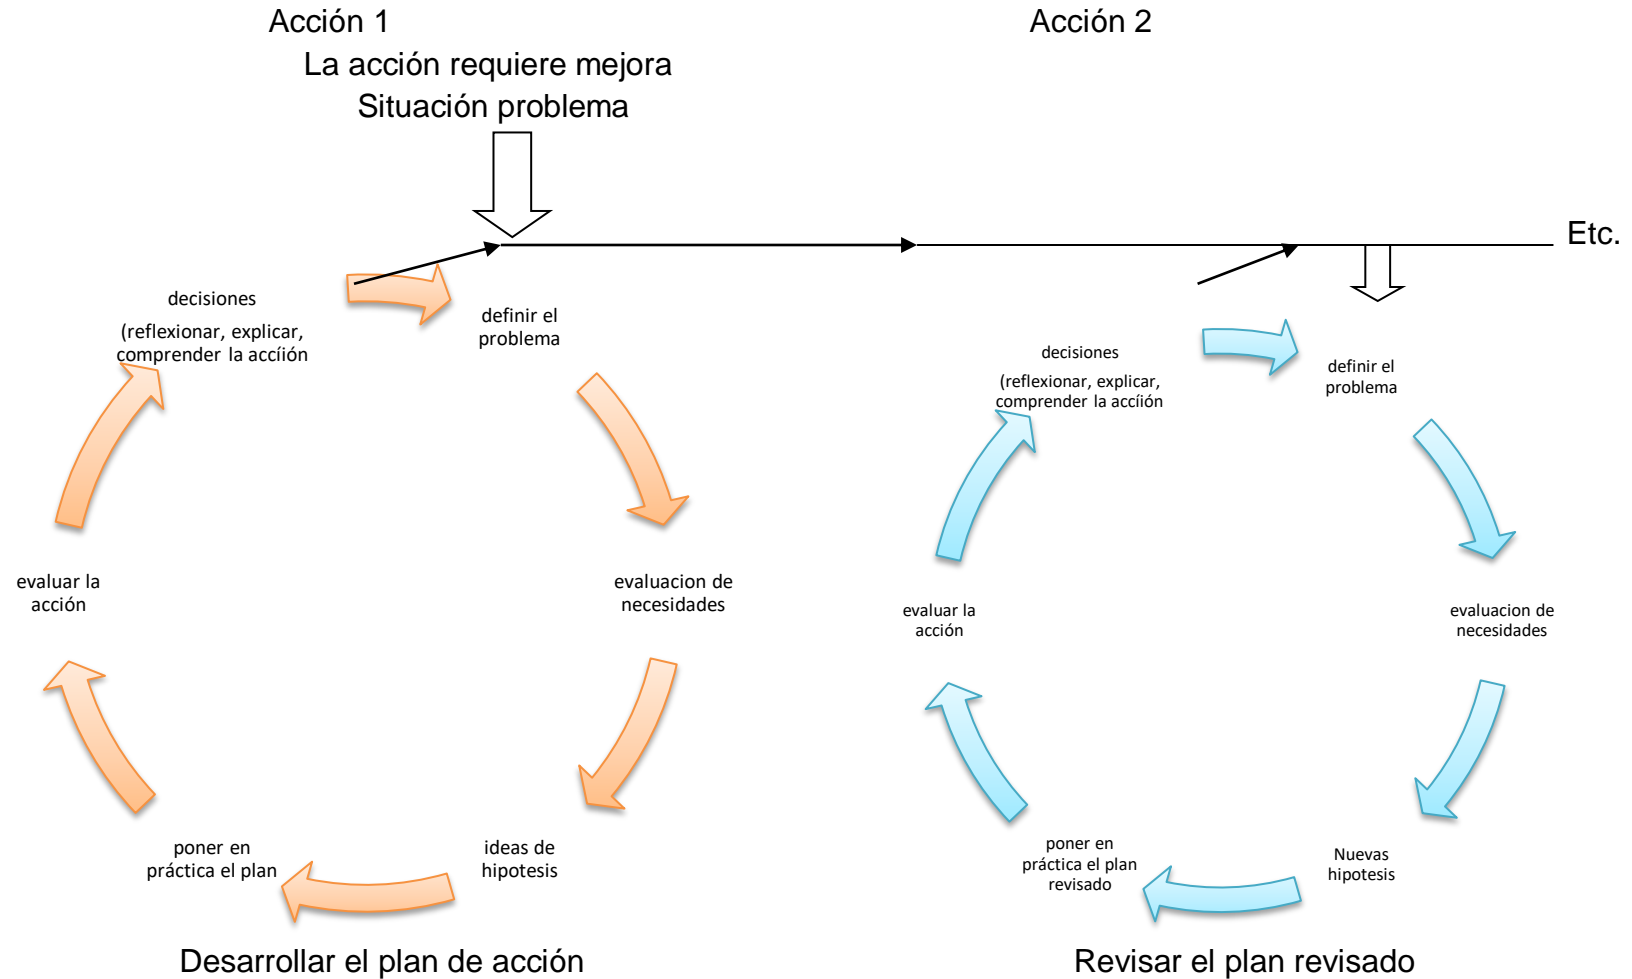 Acción 1
La acción requiere mejora
Situación problema
Acción 2
Etc.
decisiones
(reflexionar, explicar,
comprender la accíión
definir el
problema
evaluacion de
necesidades
ideas de
hipotesis
poner en
práctica el plan
evaluar la
acción
Desarrollar el plan de acción
decisiones
(reflexionar, explicar,
comprender la accíión
definir el
problema
evaluacion de
necesidades
Nuevas
hipotesis
poner en
práctica el plan
revisado
evaluar la
acción
Revisar el plan revisado